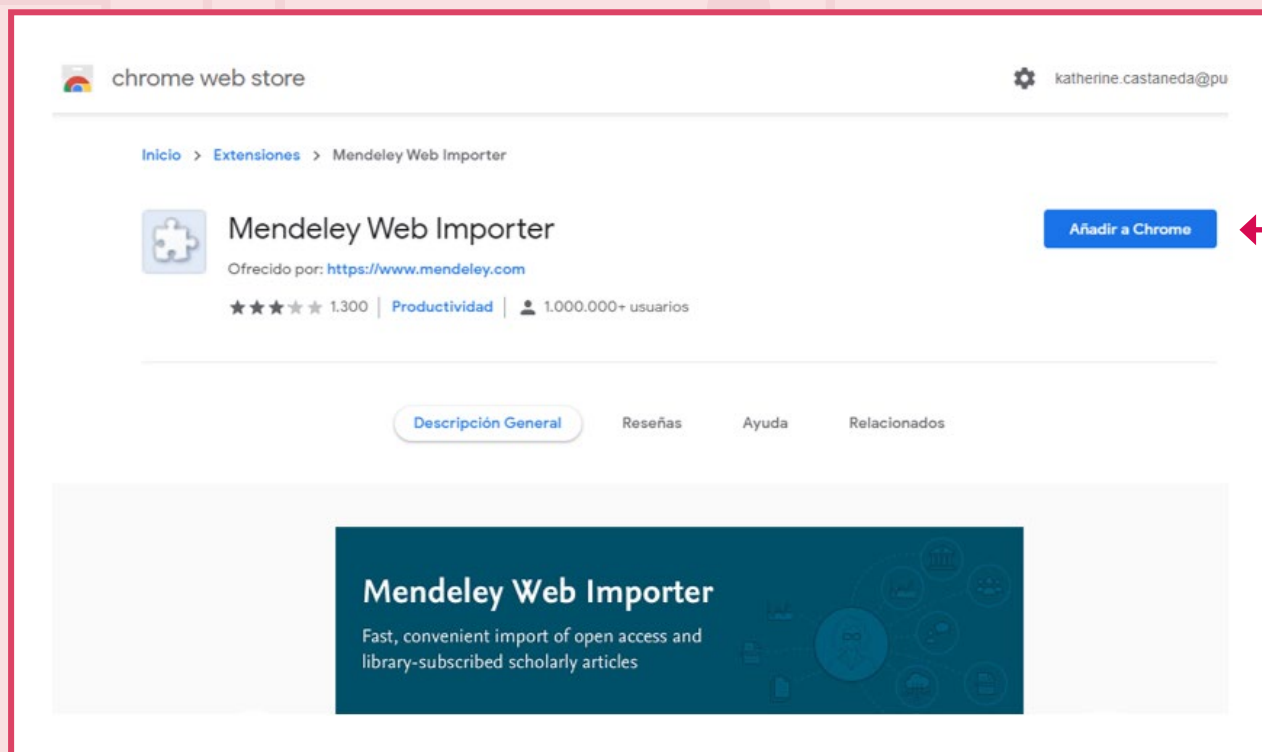 chrome web store
katherine.castaneda@pu
Inicio > Extensiones > Mendeley Web Importer
Mendeley Web Importer
Añadir a Chrome
Ofrecido por: https://www.mendeley.com
1.300 | Productividad | 1.000.000+ usuarios
Descripción General Reseñas Ayuda Relacionados
Mendeley Web Importer
Fast, convenient import of open access and
library-subscribed scholarly articles